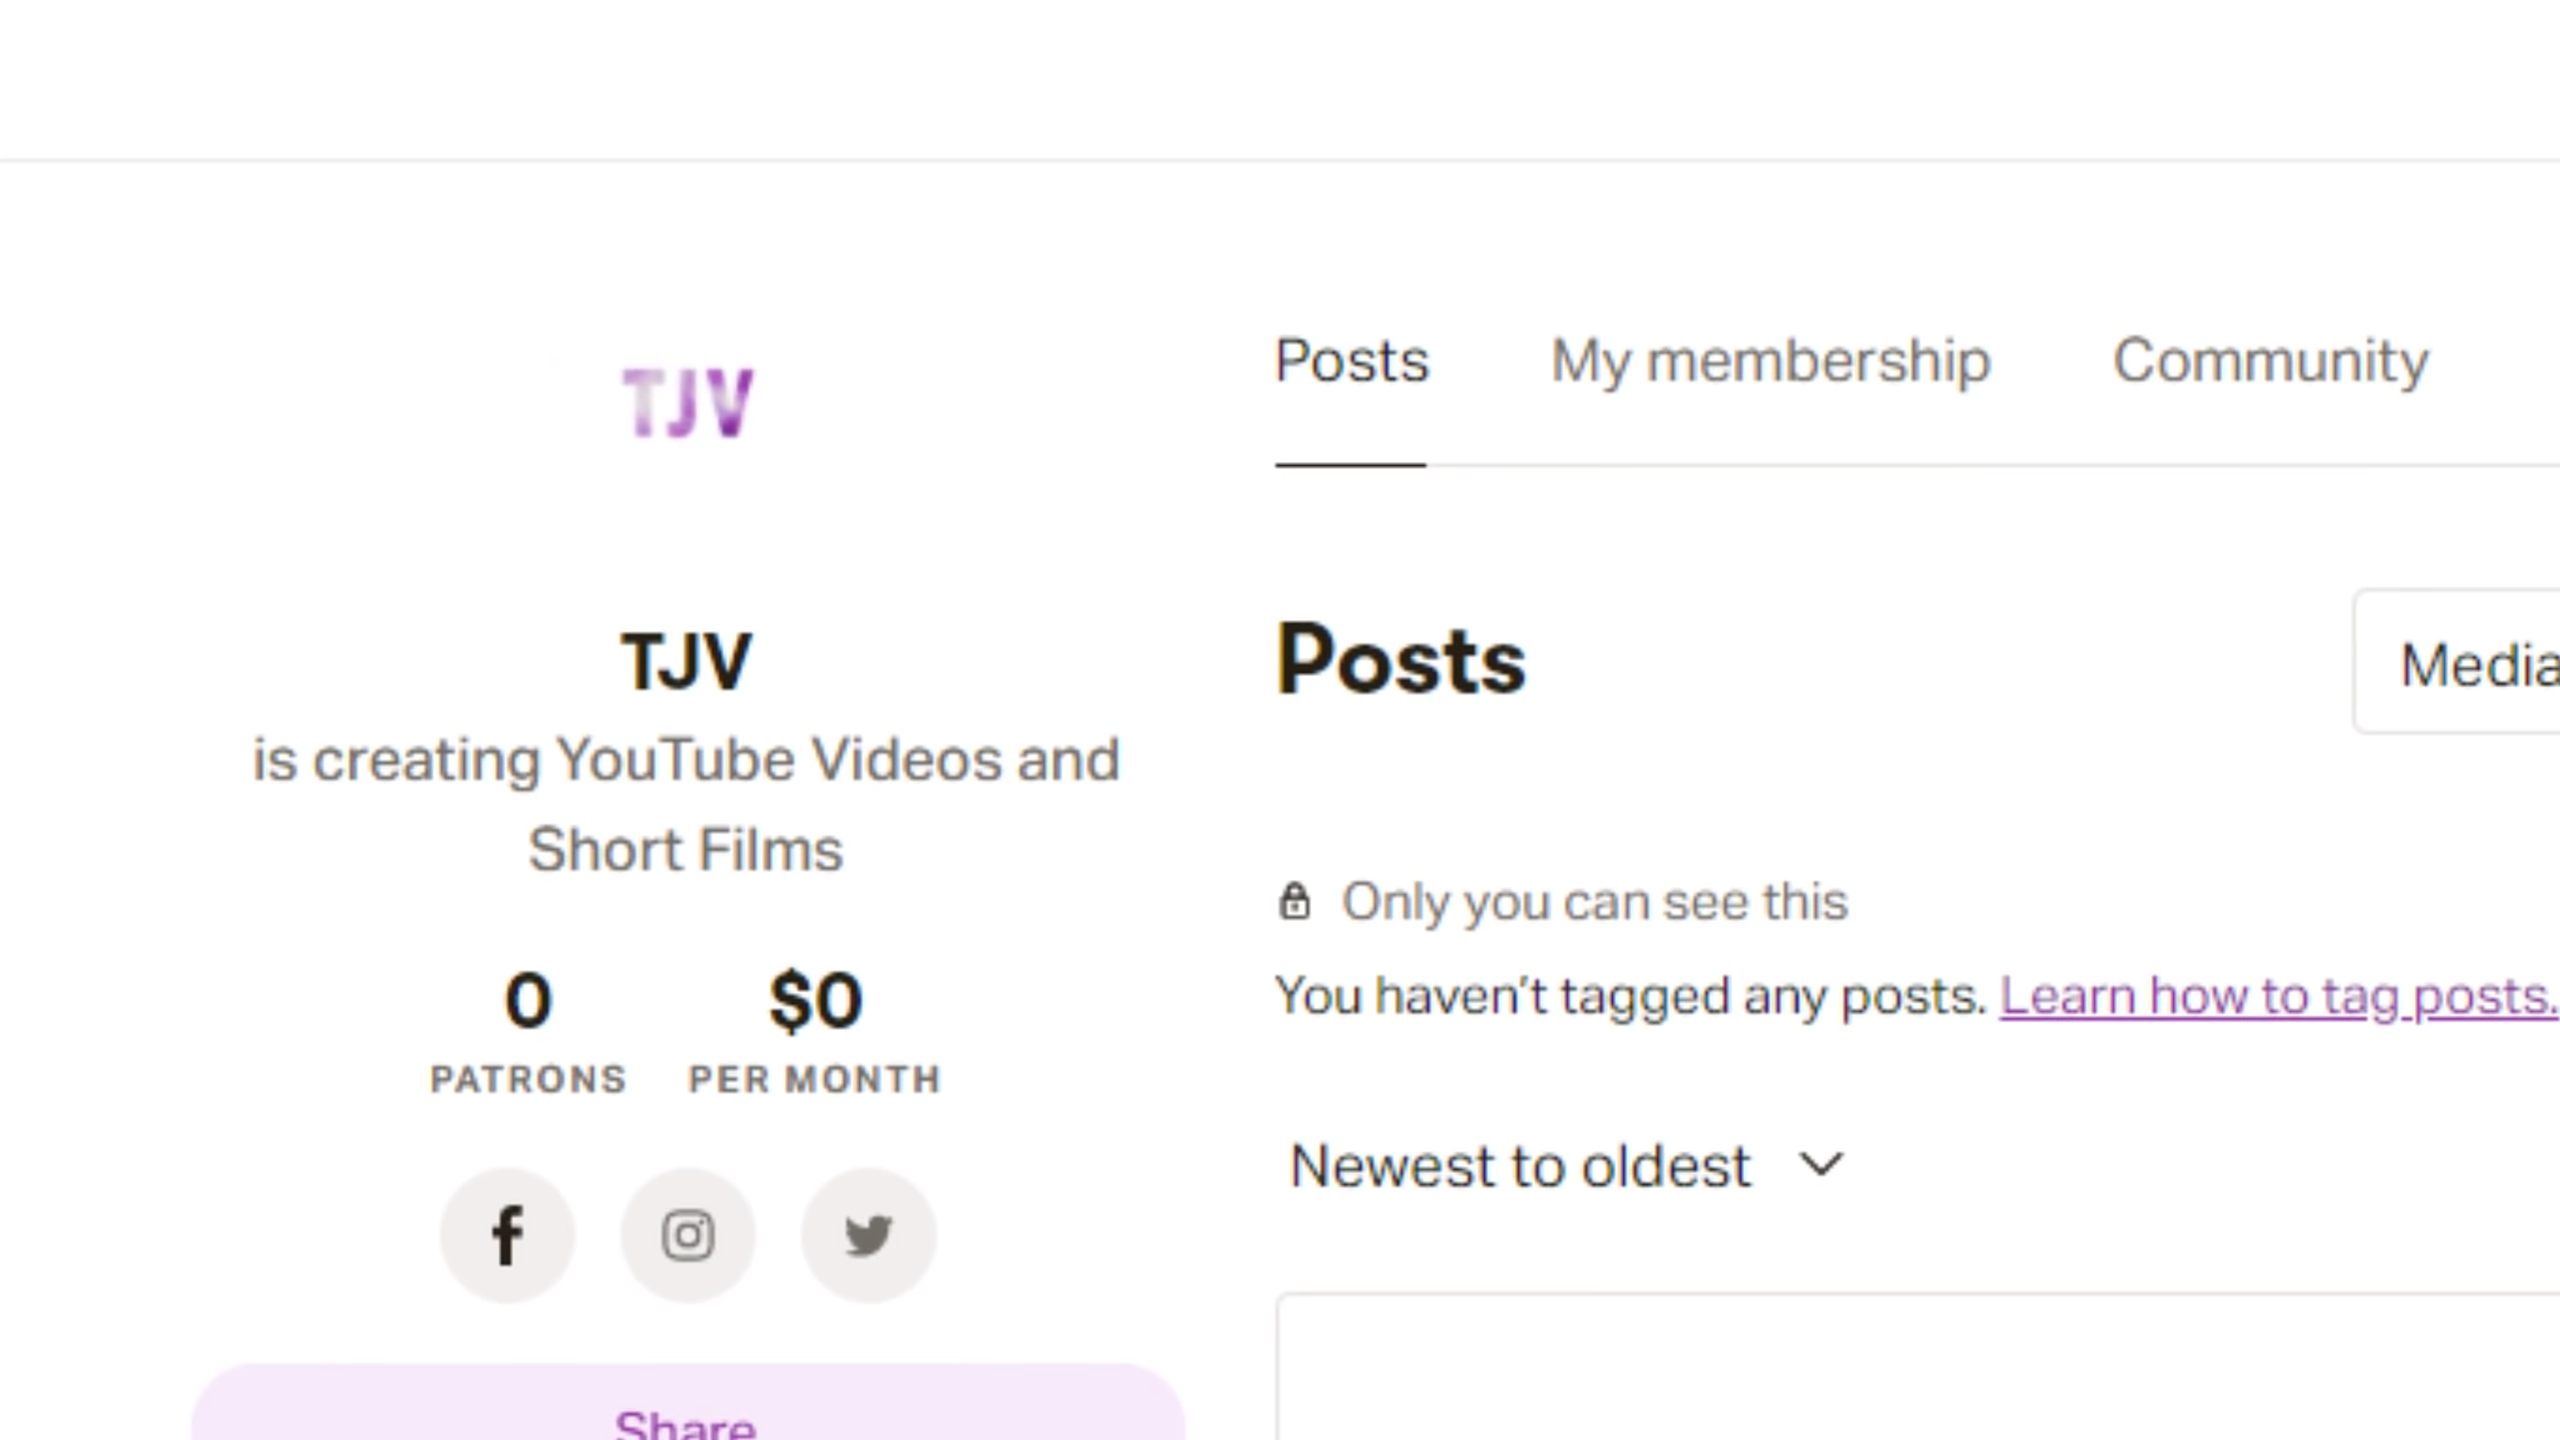 TJV
TJV
is creating YouTube Videos and
Short Films
0 $0
PATRONS PER MONTH
Share
Posts My membership Community
Posts
Media
Only you can see this
You haven't tagged any posts. Learn how to tag posts.
Newest to oldest